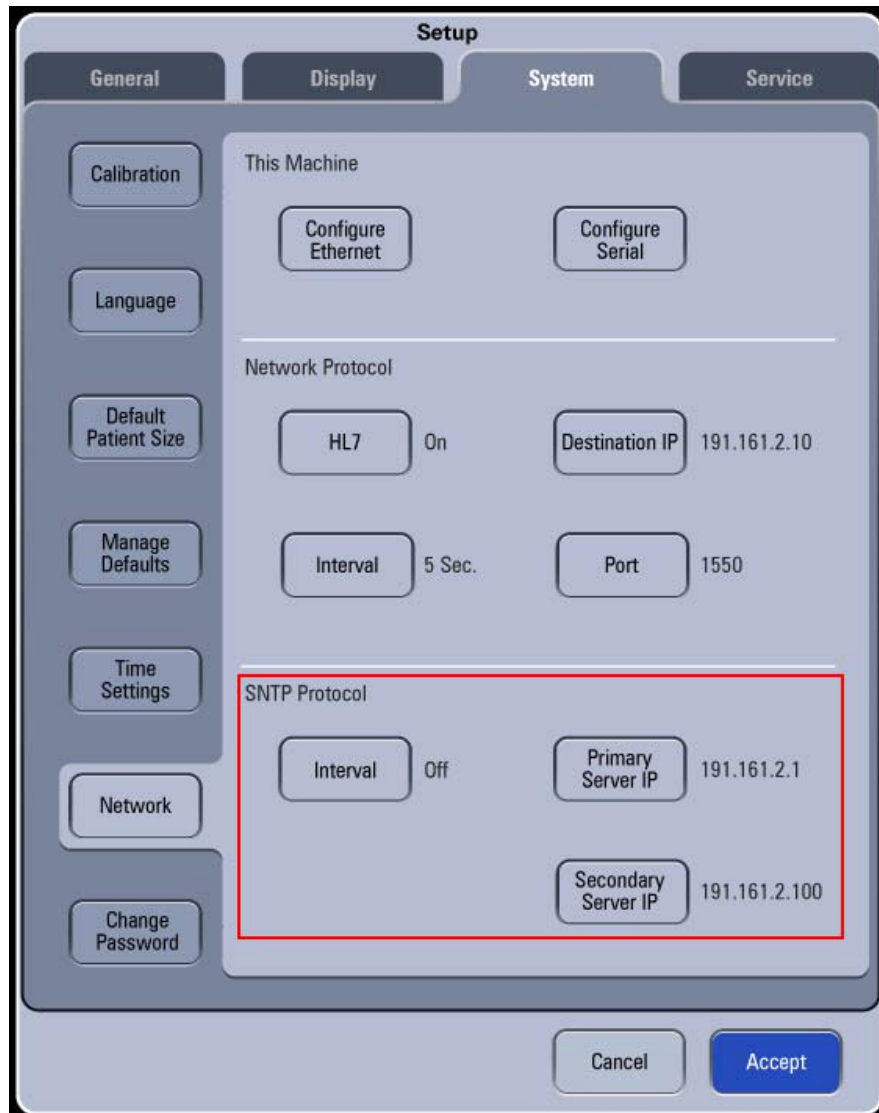 Setup
General
Display
System
Service
Calibration
Language
Default
Patient Size
Manage
Defaults
Time
Settings
Network
Change
Password
This Machine
Configure
Ethernet
Configure
Serial
Network Protocol
HL7 On
Destination IP 191.161.2.10
Interval 5 Sec.
Port 1550
SNTP Protocol
Interval Off
Primary
Server IP
191.161.2.1
Secondary
Server IP
191.161.2.100
Cancel
Accept